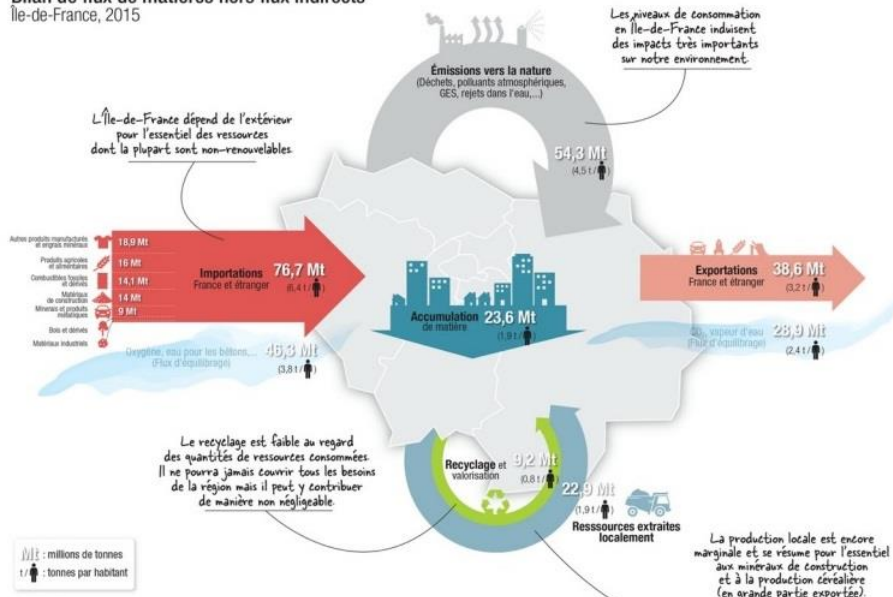 Bilan de flux de matières hors flux indirects
Île-de-France, 2015
Les niveaux de consommation
en Île-de-France induisent
des impacts très importants
sur notre environnement.
Émissions vers la nature
(Déchets, polluants atmosphériques,
GES, rejets dans l'eau,...)
54,3 Mt
(4,5 t/ )
L'Île-de-France dépend de l'extérieur
pour l'essentiel des ressources
dont la plupart sont non-renouvelables
Autres produits manufacturés
et engrais minéraux
18,9 Mt
Produits agricoles
et alimentaires
16 Mt
Combustibles fossiles
et dérivés
14,1 Mt
Matériaux
de construction
14 Mt
Minerais et produits
métalliques
9 Mt
Bois et dérivés
Matériaux industriels
Importations 76,7 Mt
France et étranger
(6,4 t/ )
Oxygène, eau pour les bétons,... 46,3 Mt
(Flux d'équilibrage)
(3,8 t/ )
Accumulation 23,6 Mt
de matière
(1,9 t/ )
Exportations 38,6 Mt
France et étranger
(3,2 t/ )
CO₂, vapeur d'eau 28,9 Mt
(Flux d'équilibrage)
(2,4 t/ )
Le recyclage est faible au regard
des quantités de ressources consommées.
Il ne pourra jamais couvrir tous les besoins
de la région mais il peut y contribuer
de manière non négligeable.
Recyclage et 9,2 Mt
valorisation
(0,8 t/ )
22,9 Mt
(1,9 t/ )
Resssources extraites
localement
Mt : millions de tonnes
t/ : tonnes par habitant
La production locale est encore
marginale et se résume pour l'essentiel
aux minéraux de construction
et à la production céréalière
(en grande partie exportée).